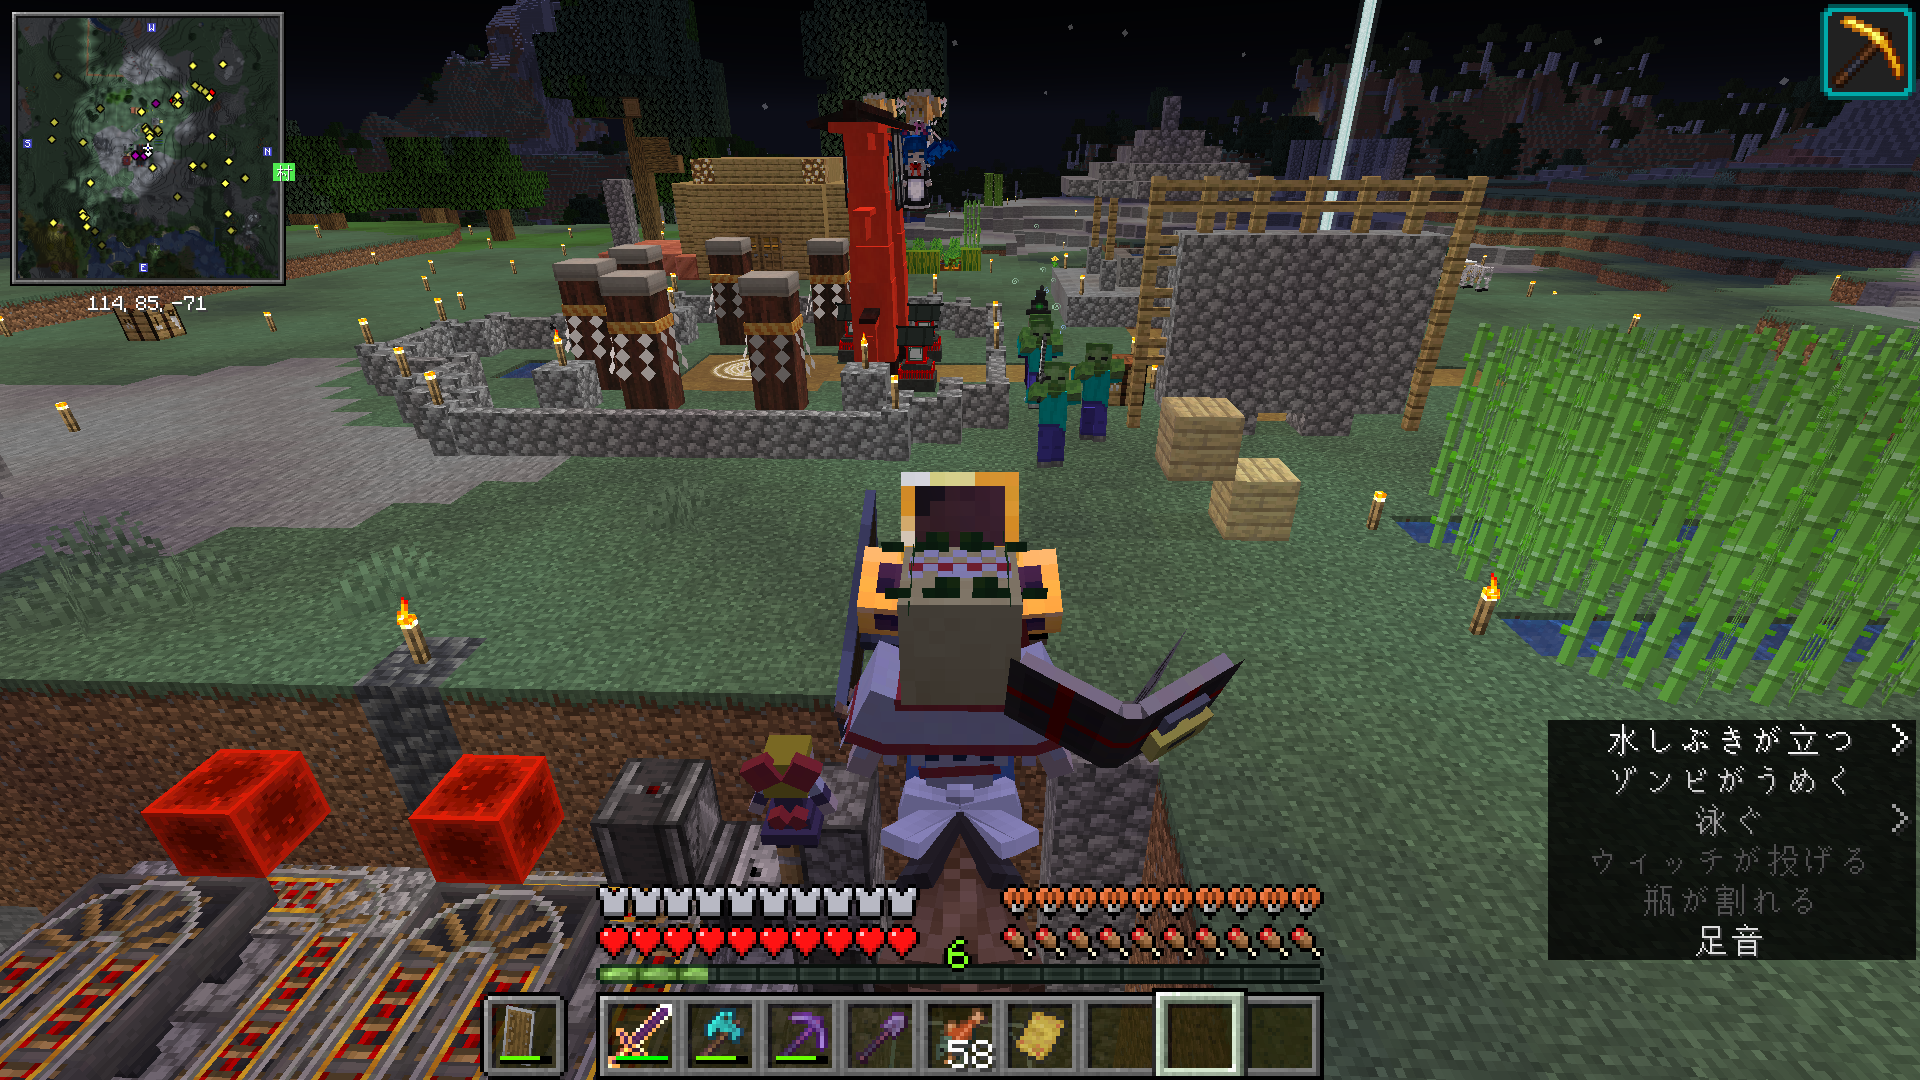 W
S
N
村
E
114, 85, -71
水しぶきが立つ >
ゾンビがうめく
泳ぐ >
ウィッチが投げる
瓶が割れる
足音
6
58